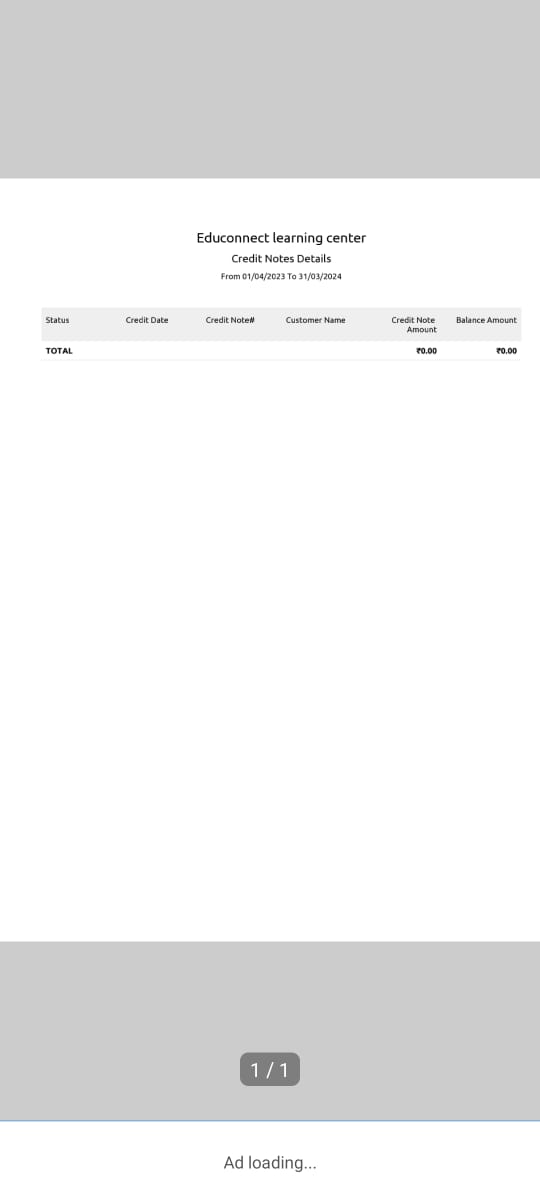 Educonnect learning center
Credit Notes Details
From 01/04/2023 To 31/03/2024
Status Credit Date Credit Note# Customer Name Credit Note Amount Balance Amount
TOTAL ₹0.00 ₹0.00
1 / 1
Ad loading...